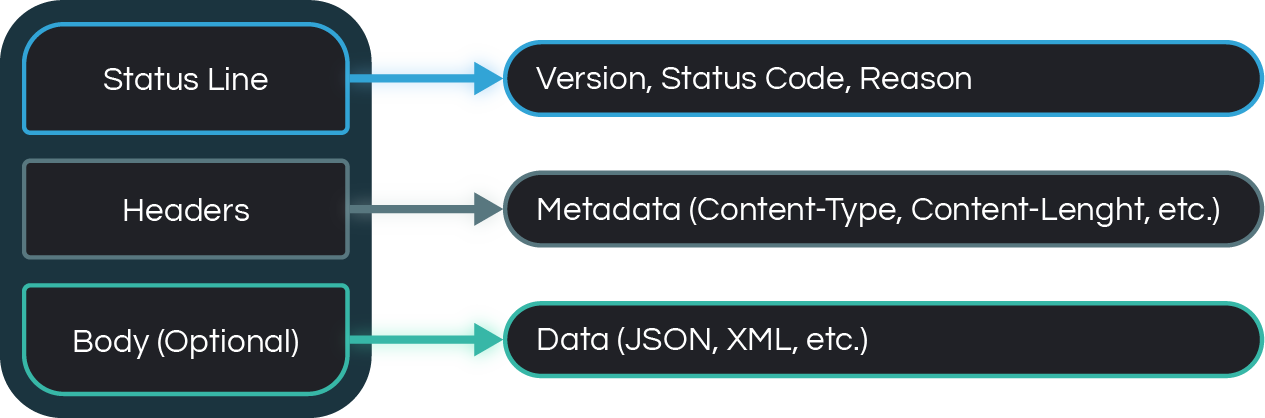 Status Line
Version, Status Code, Reason
Headers
Metadata (Content-Type, Content-Lenght, etc.)
Body (Optional)
Data (JSON, XML, etc.)